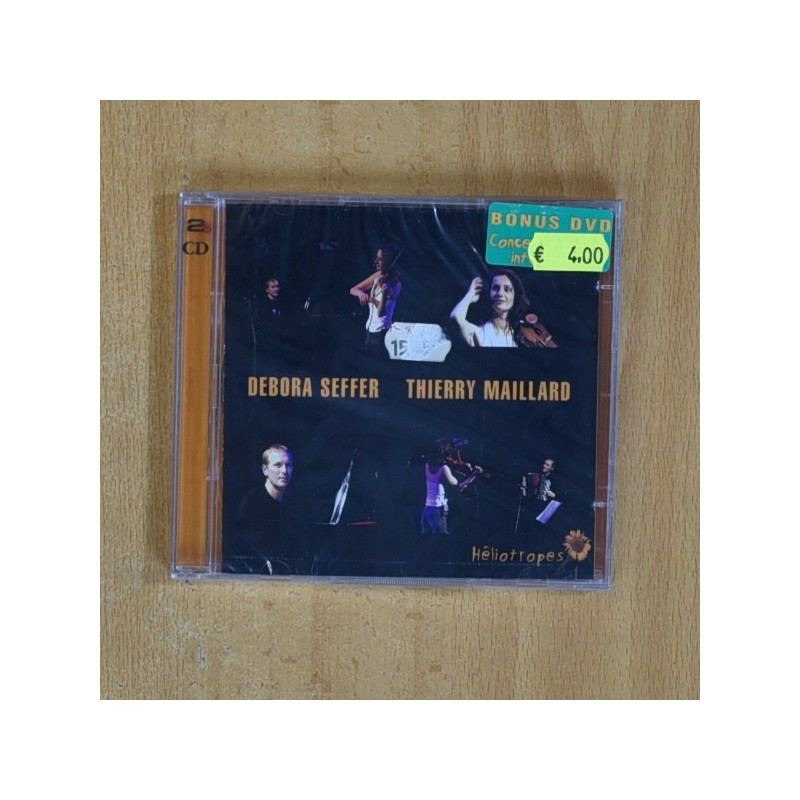 2
CD
BONUS DVD
Conce
int
€ 4,00
15
DEBORA SEFFER THIERRY MAILLARD
Héliotropes